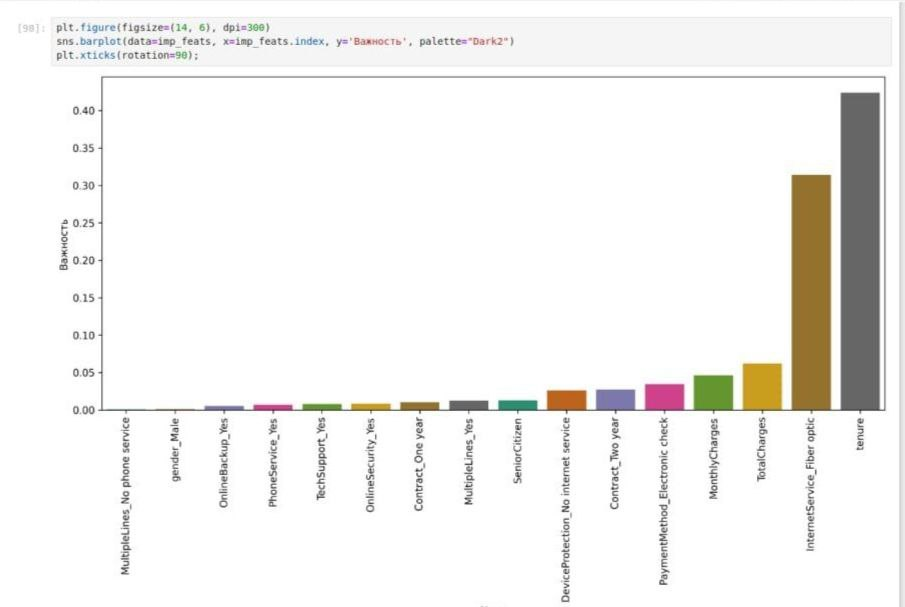 [98]:
plt.figure(figsize=(14, 6), dpi=300)
sns.barplot(data=imp_feats, x=imp_feats.index, y='Важность', palette="Dark2")
plt.xticks(rotation=90);
Важность
0.40
0.35
0.30
0.25
0.20
0.15
0.10
0.05
0.00
MultipleLines_No phone service
gender_Male
OnlineBackup_Yes
PhoneService_Yes
TechSupport_Yes
OnlineSecurity_Yes
Contract_One year
MultipleLines_Yes
SeniorCitizen
DeviceProtection_No internet service
Contract_Two year
PaymentMethod_Electronic check
MonthlyCharges
TotalCharges
InternetService_Fiber optic
tenure